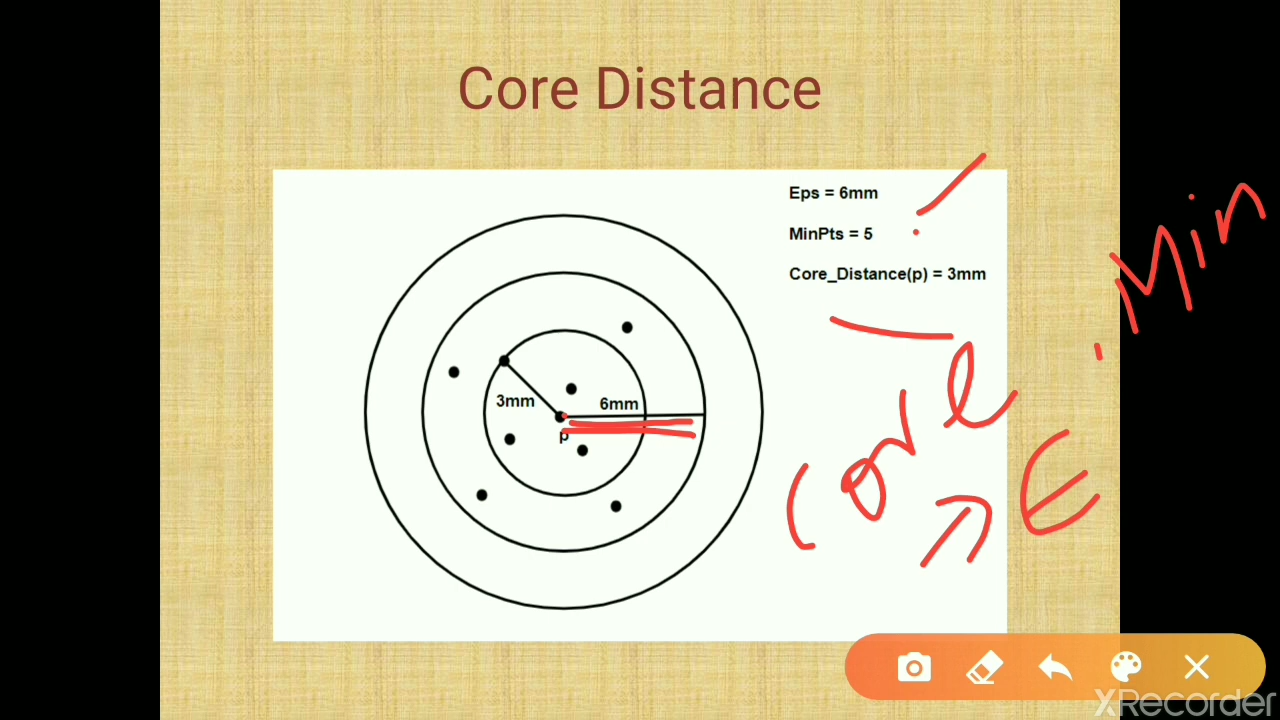 Core Distance
Eps = 6mm
MinPts = 5
Core_Distance(p) = 3mm
Min
3mm
6mm
p
Core
E
XRecorder